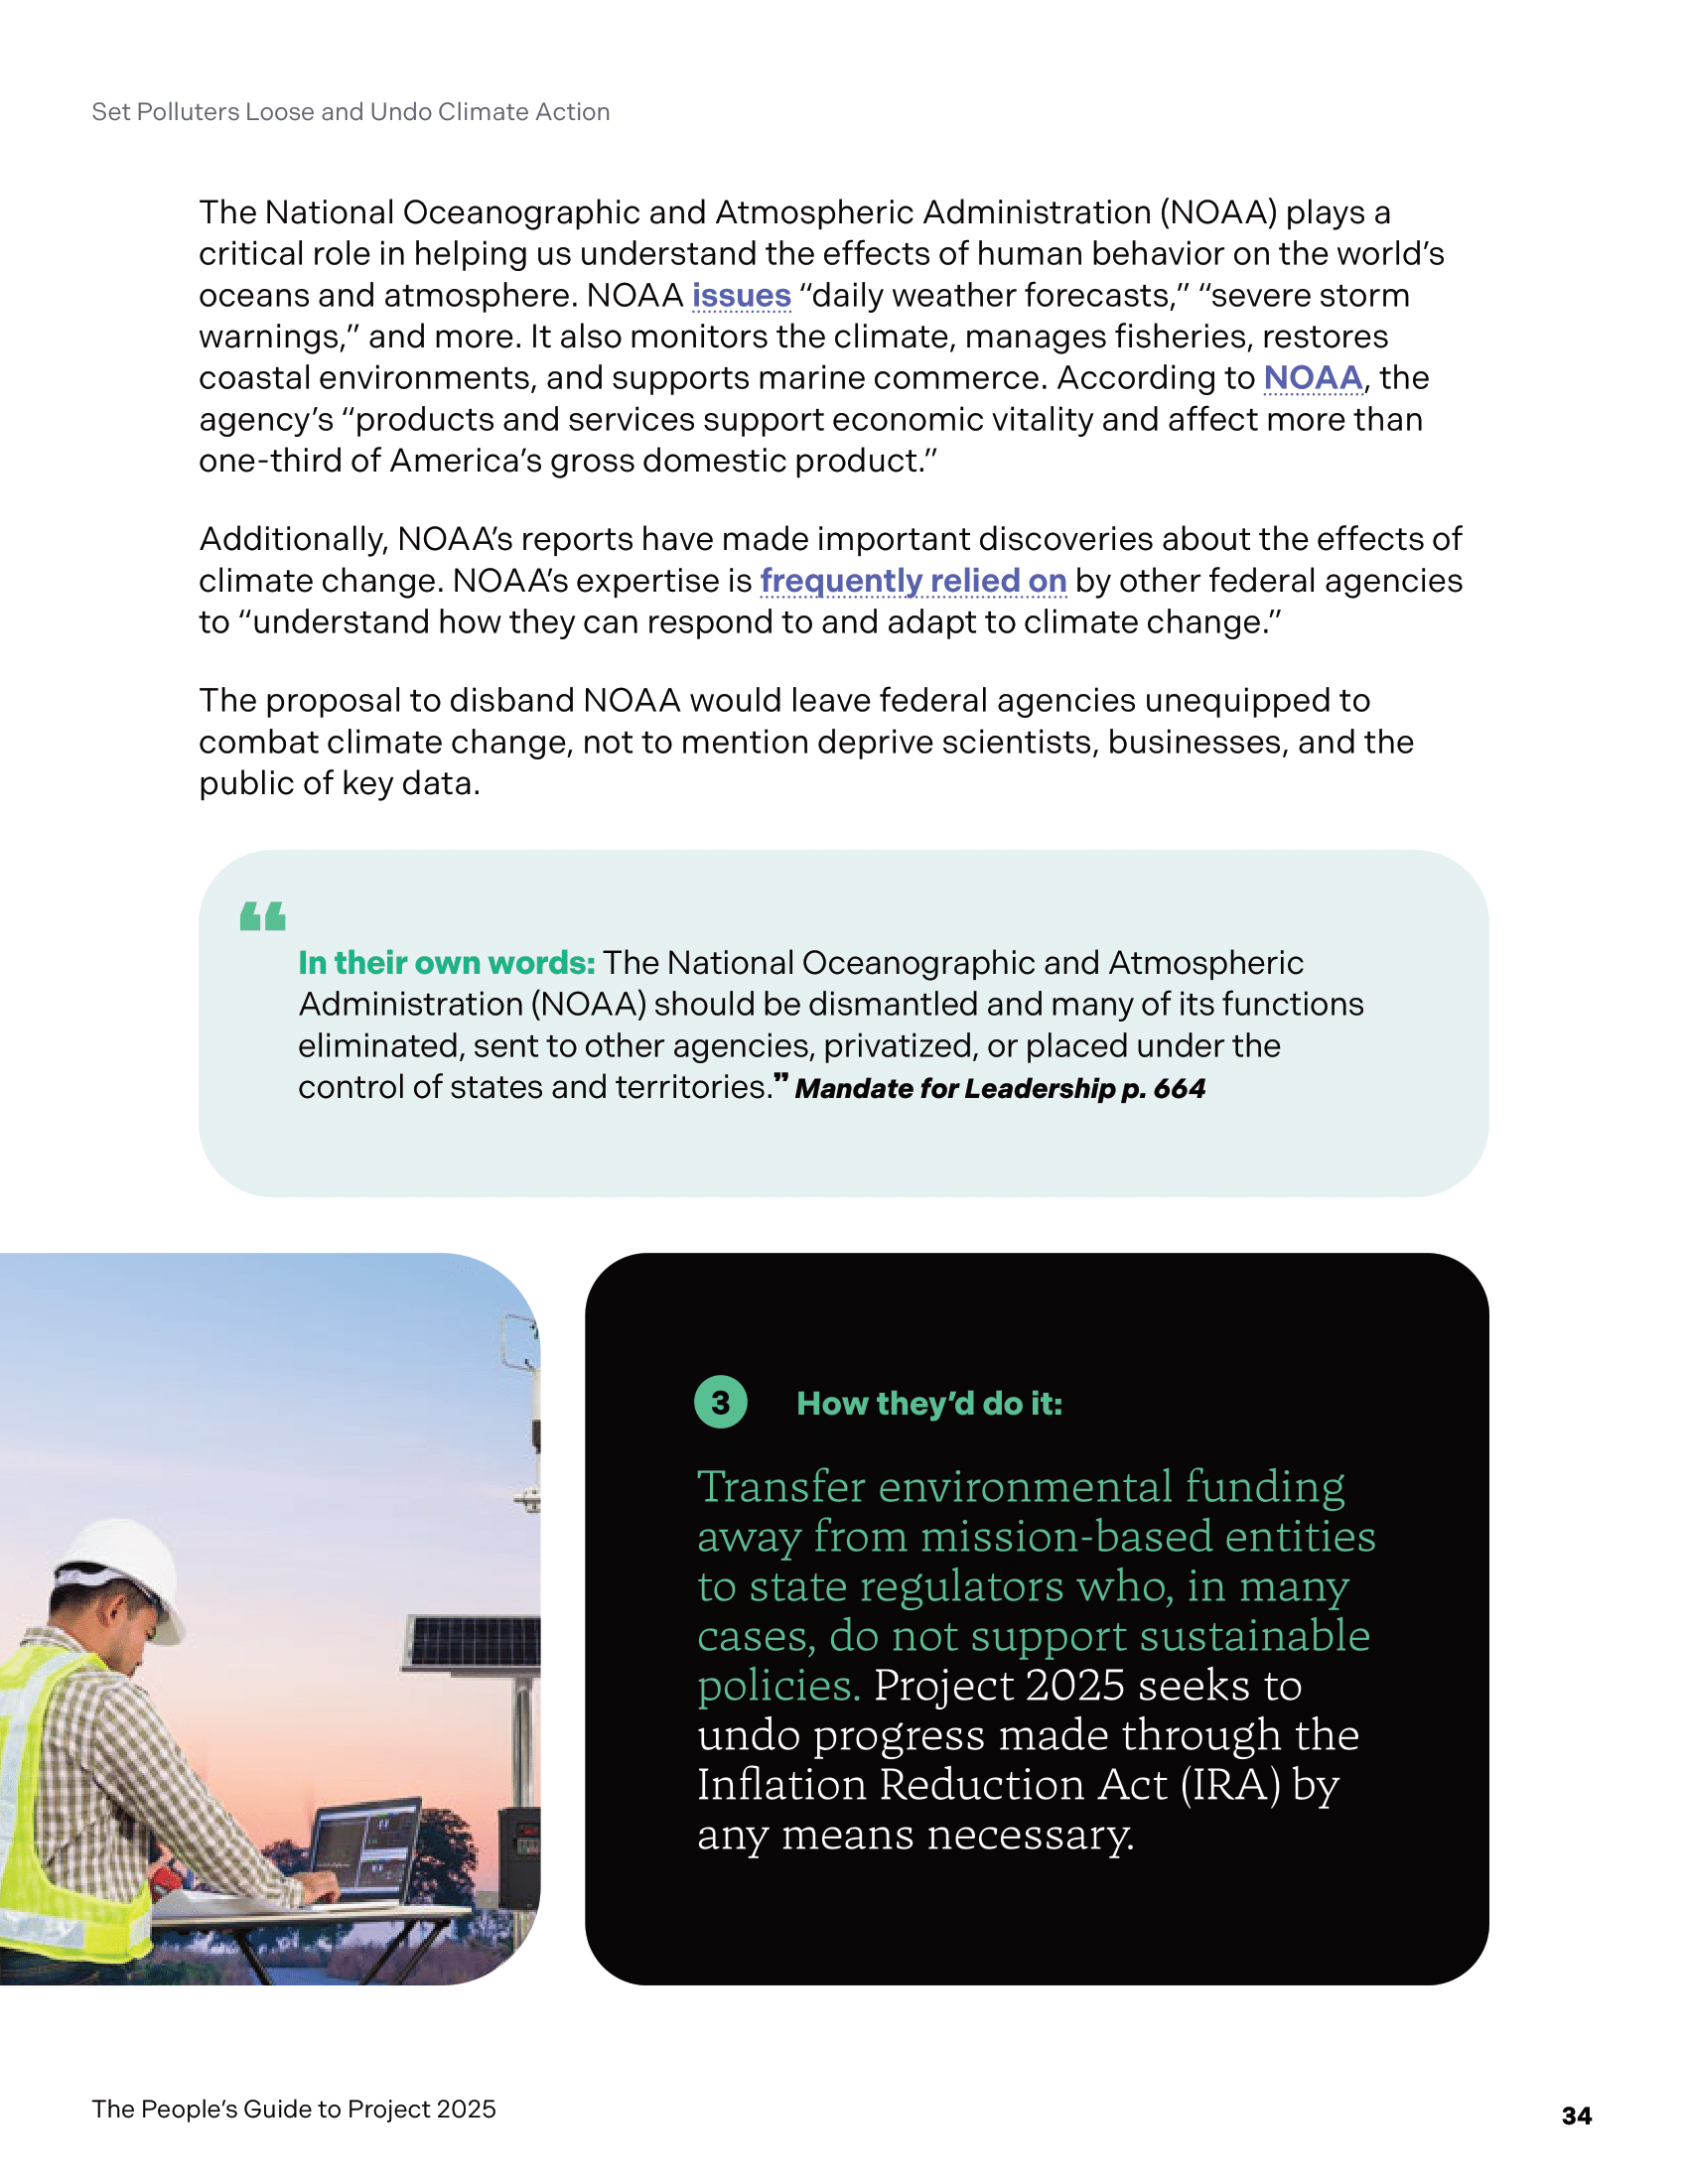 Set Polluters Loose and Undo Climate Action
The National Oceanographic and Atmospheric Administration (NOAA) plays a
critical role in helping us understand the effects of human behavior on the world’s
oceans and atmosphere. NOAA issues “daily weather forecasts,” “severe storm
warnings,” and more. It also monitors the climate, manages fisheries, restores
coastal environments, and supports marine commerce. According to NOAA, the
agency’s “products and services support economic vitality and affect more than
one-third of America’s gross domestic product.”
Additionally, NOAA’s reports have made important discoveries about the effects of
climate change. NOAA’s expertise is frequently relied on by other federal agencies
to “understand how they can respond to and adapt to climate change.”
The proposal to disband NOAA would leave federal agencies unequipped to
combat climate change, not to mention deprive scientists, businesses, and the
public of key data.
“
In their own words: The National Oceanographic and Atmospheric
Administration (NOAA) should be dismantled and many of its functions
eliminated, sent to other agencies, privatized, or placed under the
control of states and territories.” Mandate for Leadership p. 664
3 How they’d do it:
Transfer environmental funding
away from mission-based entities
to state regulators who, in many
cases, do not support sustainable
policies. Project 2025 seeks to
undo progress made through the
Inflation Reduction Act (IRA) by
any means necessary.
The People’s Guide to Project 2025
34